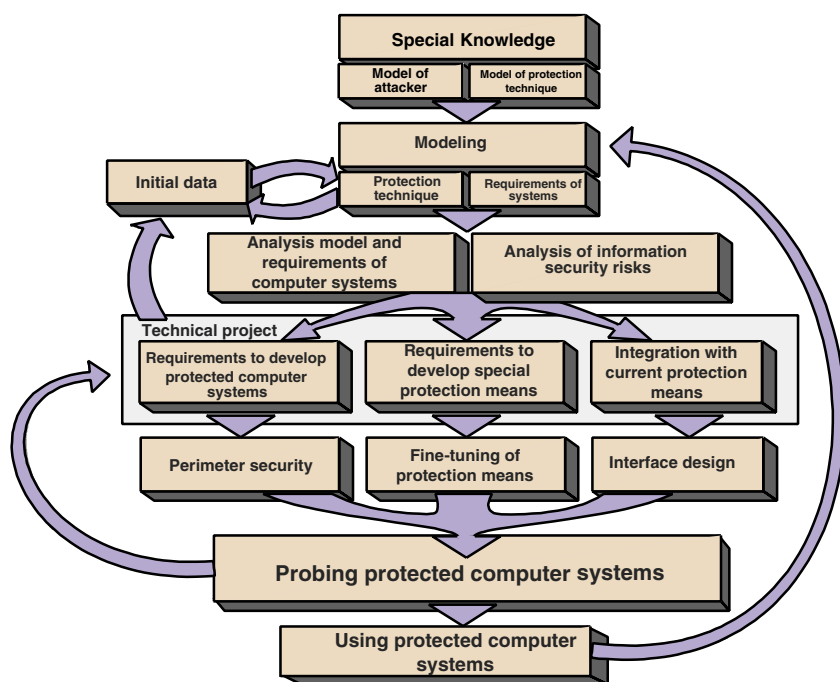 Special Knowledge
Model of
attacker
Model of protection
technique
Modeling
Initial data
Protection
technique
Requirements of
systems
Analysis model and
requirements of
computer systems
Analysis of information
security risks
Technical project
Requirements to develop
protected computer
systems
Requirements to
develop special
protection means
Integration with
current protection
means
Perimeter security
Fine-tuning of
protection means
Interface design
Probing protected computer systems
Using protected computer
systems